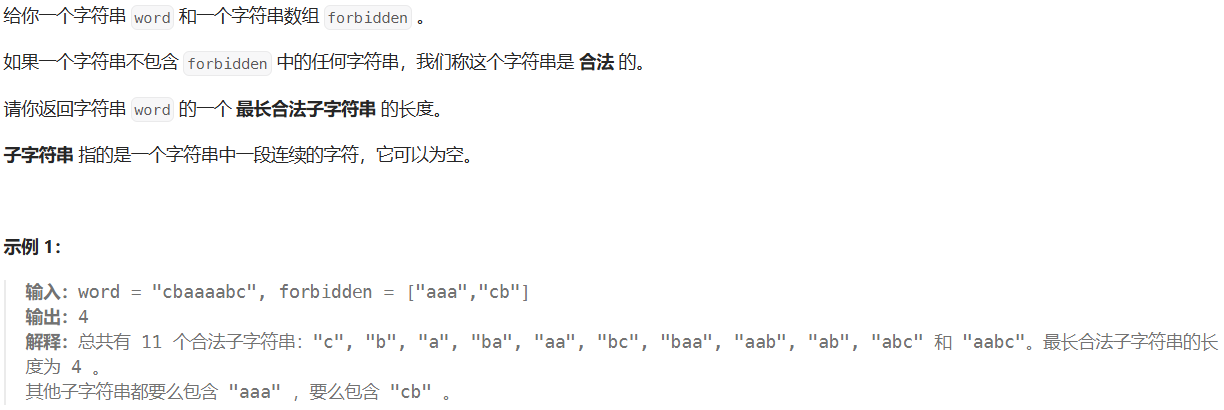 给你一个字符串 word 和一个字符串数组 forbidden 。
如果一个字符串不包含 forbidden 中的任何字符串，我们称这个字符串是 合法 的。
请你返回字符串 word 的一个 最长合法子字符串 的长度。
子字符串 指的是一个字符串中一段连续的字符，它可以为空。
示例 1：
输入：word = "cbaaaabc", forbidden = ["aaa","cb"]
输出：4
解释：总共有 11 个合法子字符串："c", "b", "a", "ba", "aa", "bc", "baa", "aab", "ab", "abc" 和 "aabc"。最长合法子字符串的长
度为 4 。
其他子字符串都要么包含 "aaa" ，要么包含 "cb" 。